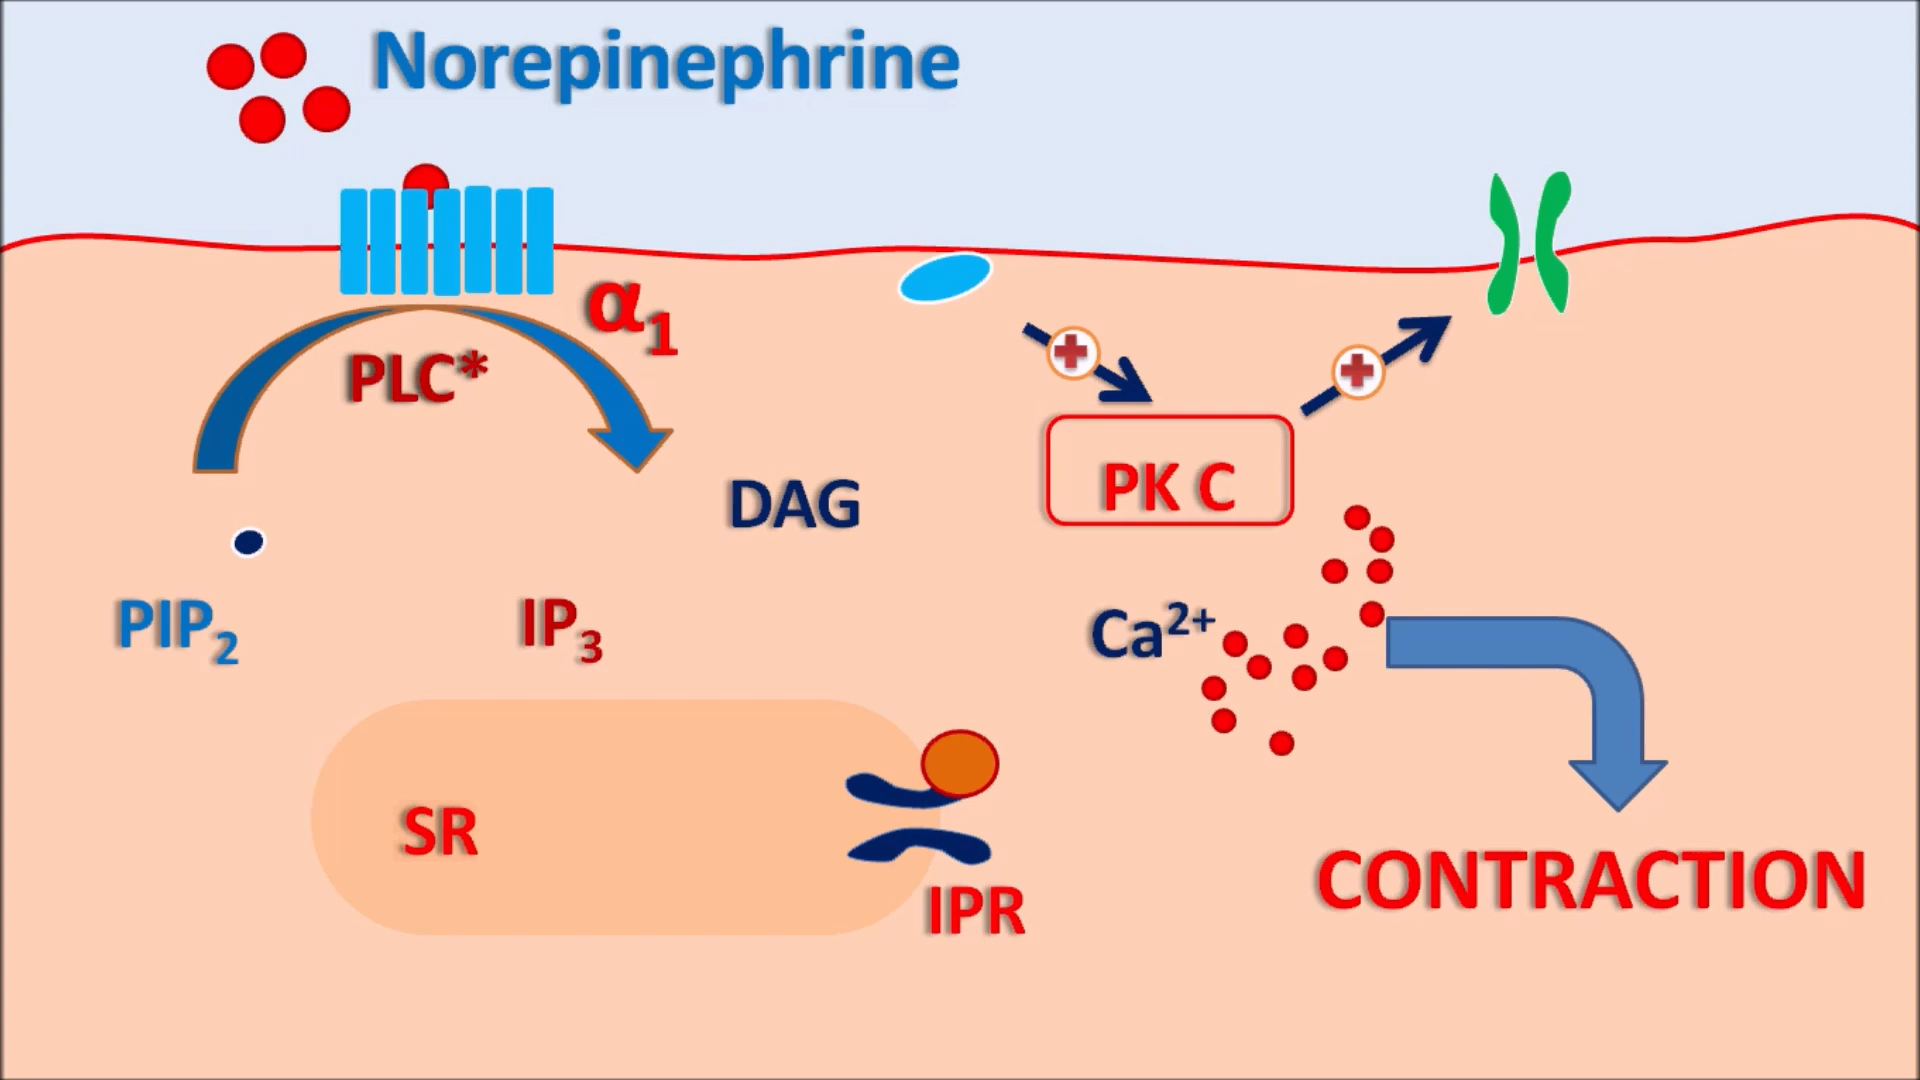 Norepinephrine
α₁
PLC*
DAG
PK C
PIP₂
IP₃
Ca²⁺
SR
IPR
CONTRACTION